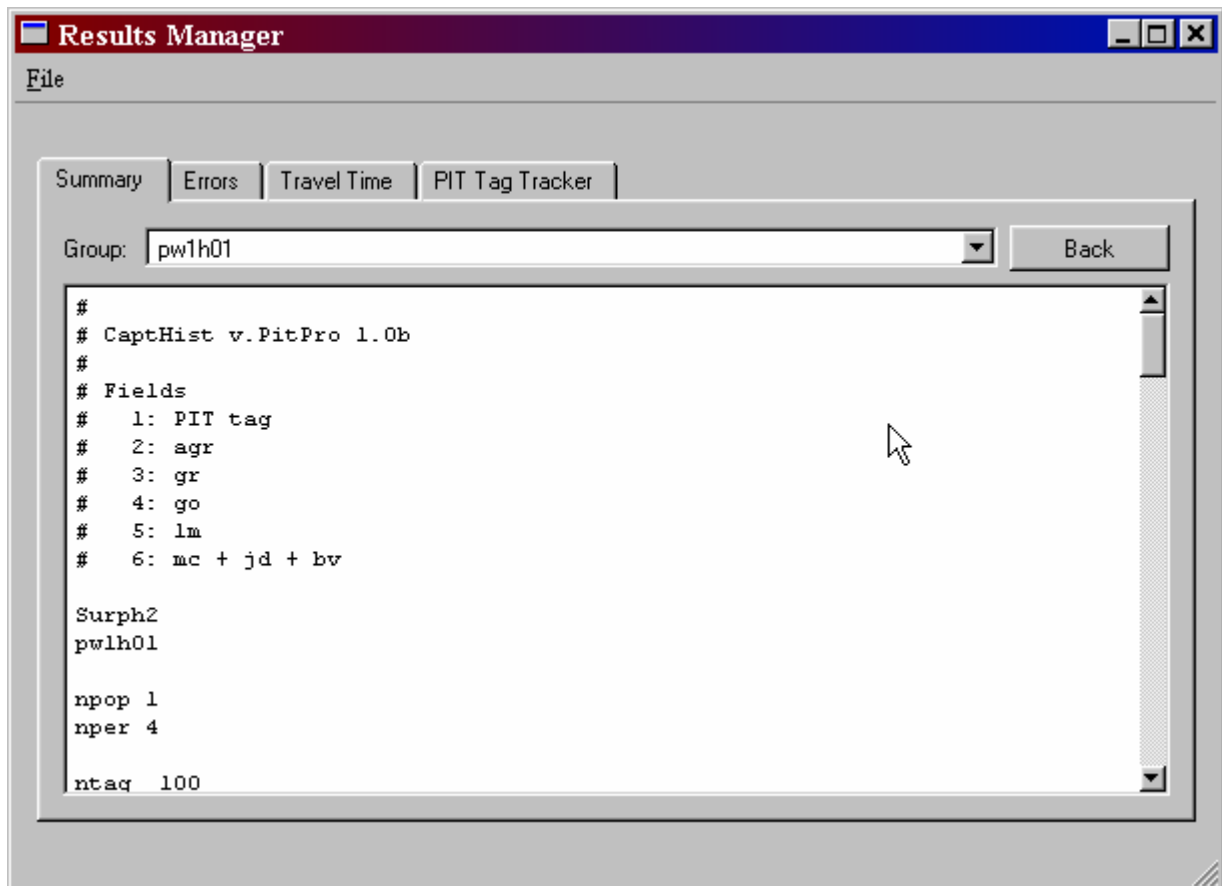 Results Manager
File
Summary Errors Travel Time PIT Tag Tracker
Group: pw1h01 Back
#
# CaptHist v.PitPro 1.0b
#
# Fields
#   1: PIT tag
#   2: agr
#   3: gr
#   4: go
#   5: lm
#   6: mc + jd + bv
Surph2
pw1h01
npop 1
nper 4
ntag  100